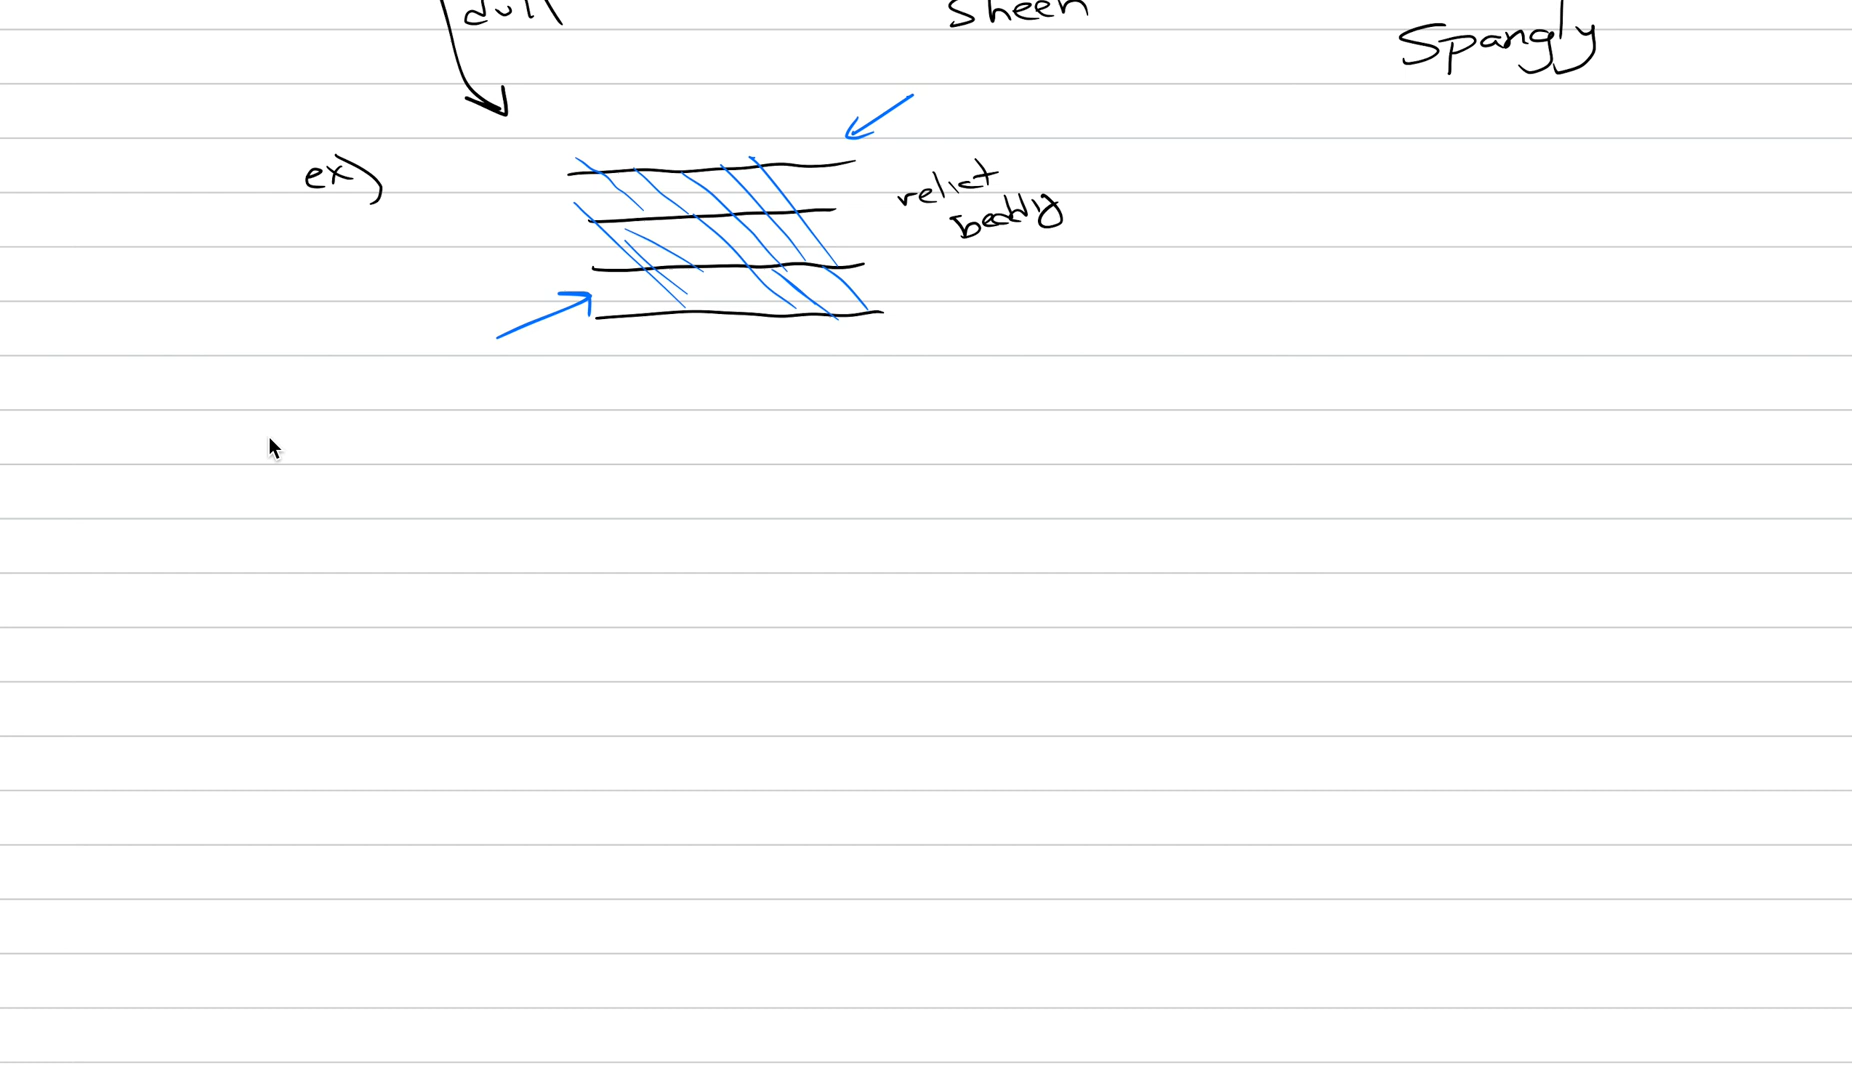 dull
Sheen
Spangly
ex)
relict
bedding